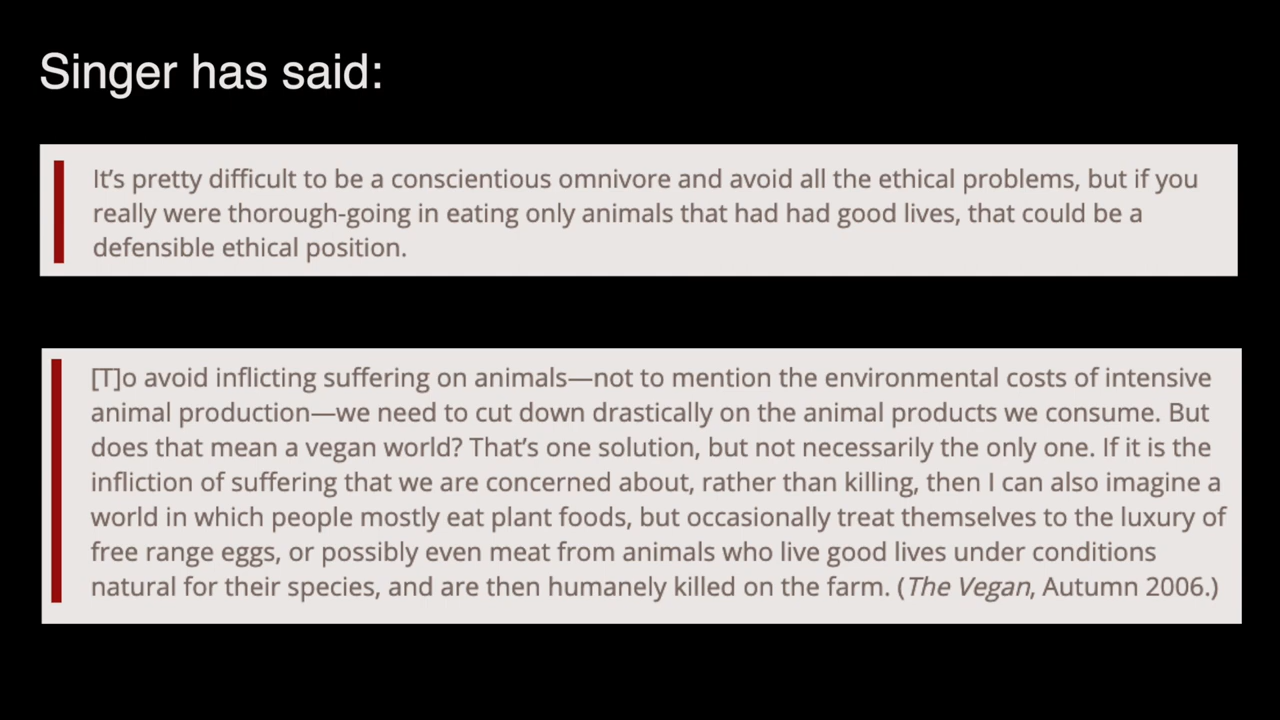 Singer has said:
It’s pretty difficult to be a conscientious omnivore and avoid all the ethical problems, but if you
really were thorough-going in eating only animals that had had good lives, that could be a
defensible ethical position.
[T]o avoid inflicting suffering on animals—not to mention the environmental costs of intensive
animal production—we need to cut down drastically on the animal products we consume. But
does that mean a vegan world? That’s one solution, but not necessarily the only one. If it is the
infliction of suffering that we are concerned about, rather than killing, then I can also imagine a
world in which people mostly eat plant foods, but occasionally treat themselves to the luxury of
free range eggs, or possibly even meat from animals who live good lives under conditions
natural for their species, and are then humanely killed on the farm. (The Vegan, Autumn 2006.)